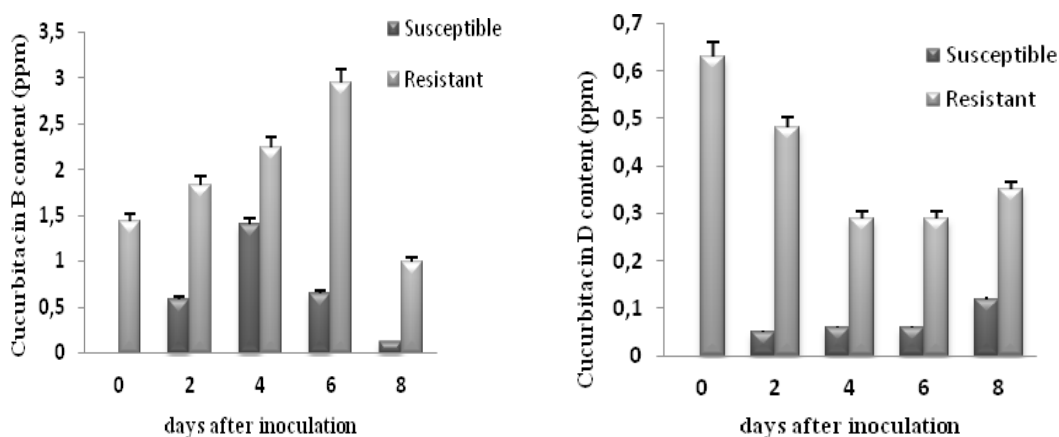 Cucurbitacin B content (ppm)
3,5
3
2,5
2
1,5
1
0,5
0
Susceptible
Resistant
0 2 4 6 8
days after inoculation
Cucurbitacin D content (ppm)
0,7
0,6
0,5
0,4
0,3
0,2
0,1
0
Susceptible
Resistant
0 2 4 6 8
days after inoculation